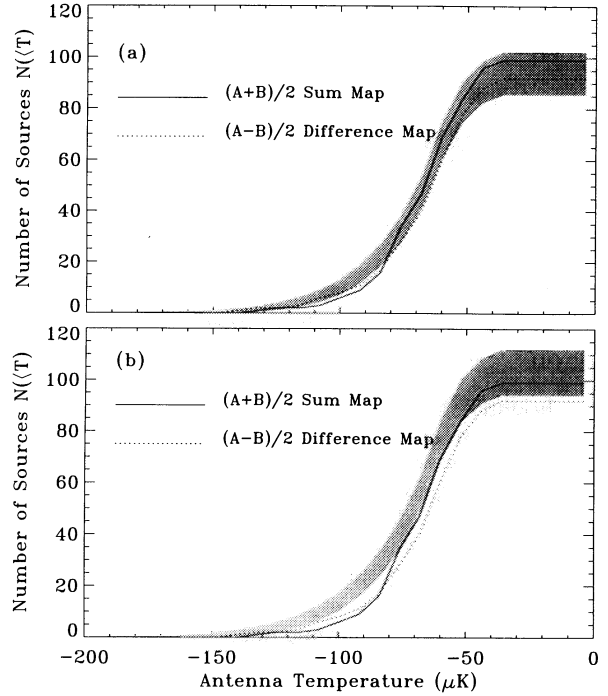 120
(a)
100
(A+B)/2 Sum Map
80
(A−B)/2 Difference Map
60
40
20
0
Number of Sources N(⟨T)
120
(b)
100
(A+B)/2 Sum Map
80
(A−B)/2 Difference Map
60
40
20
0
Number of Sources N(⟨T)
−200 −150 −100 −50 0
Antenna Temperature (μK)